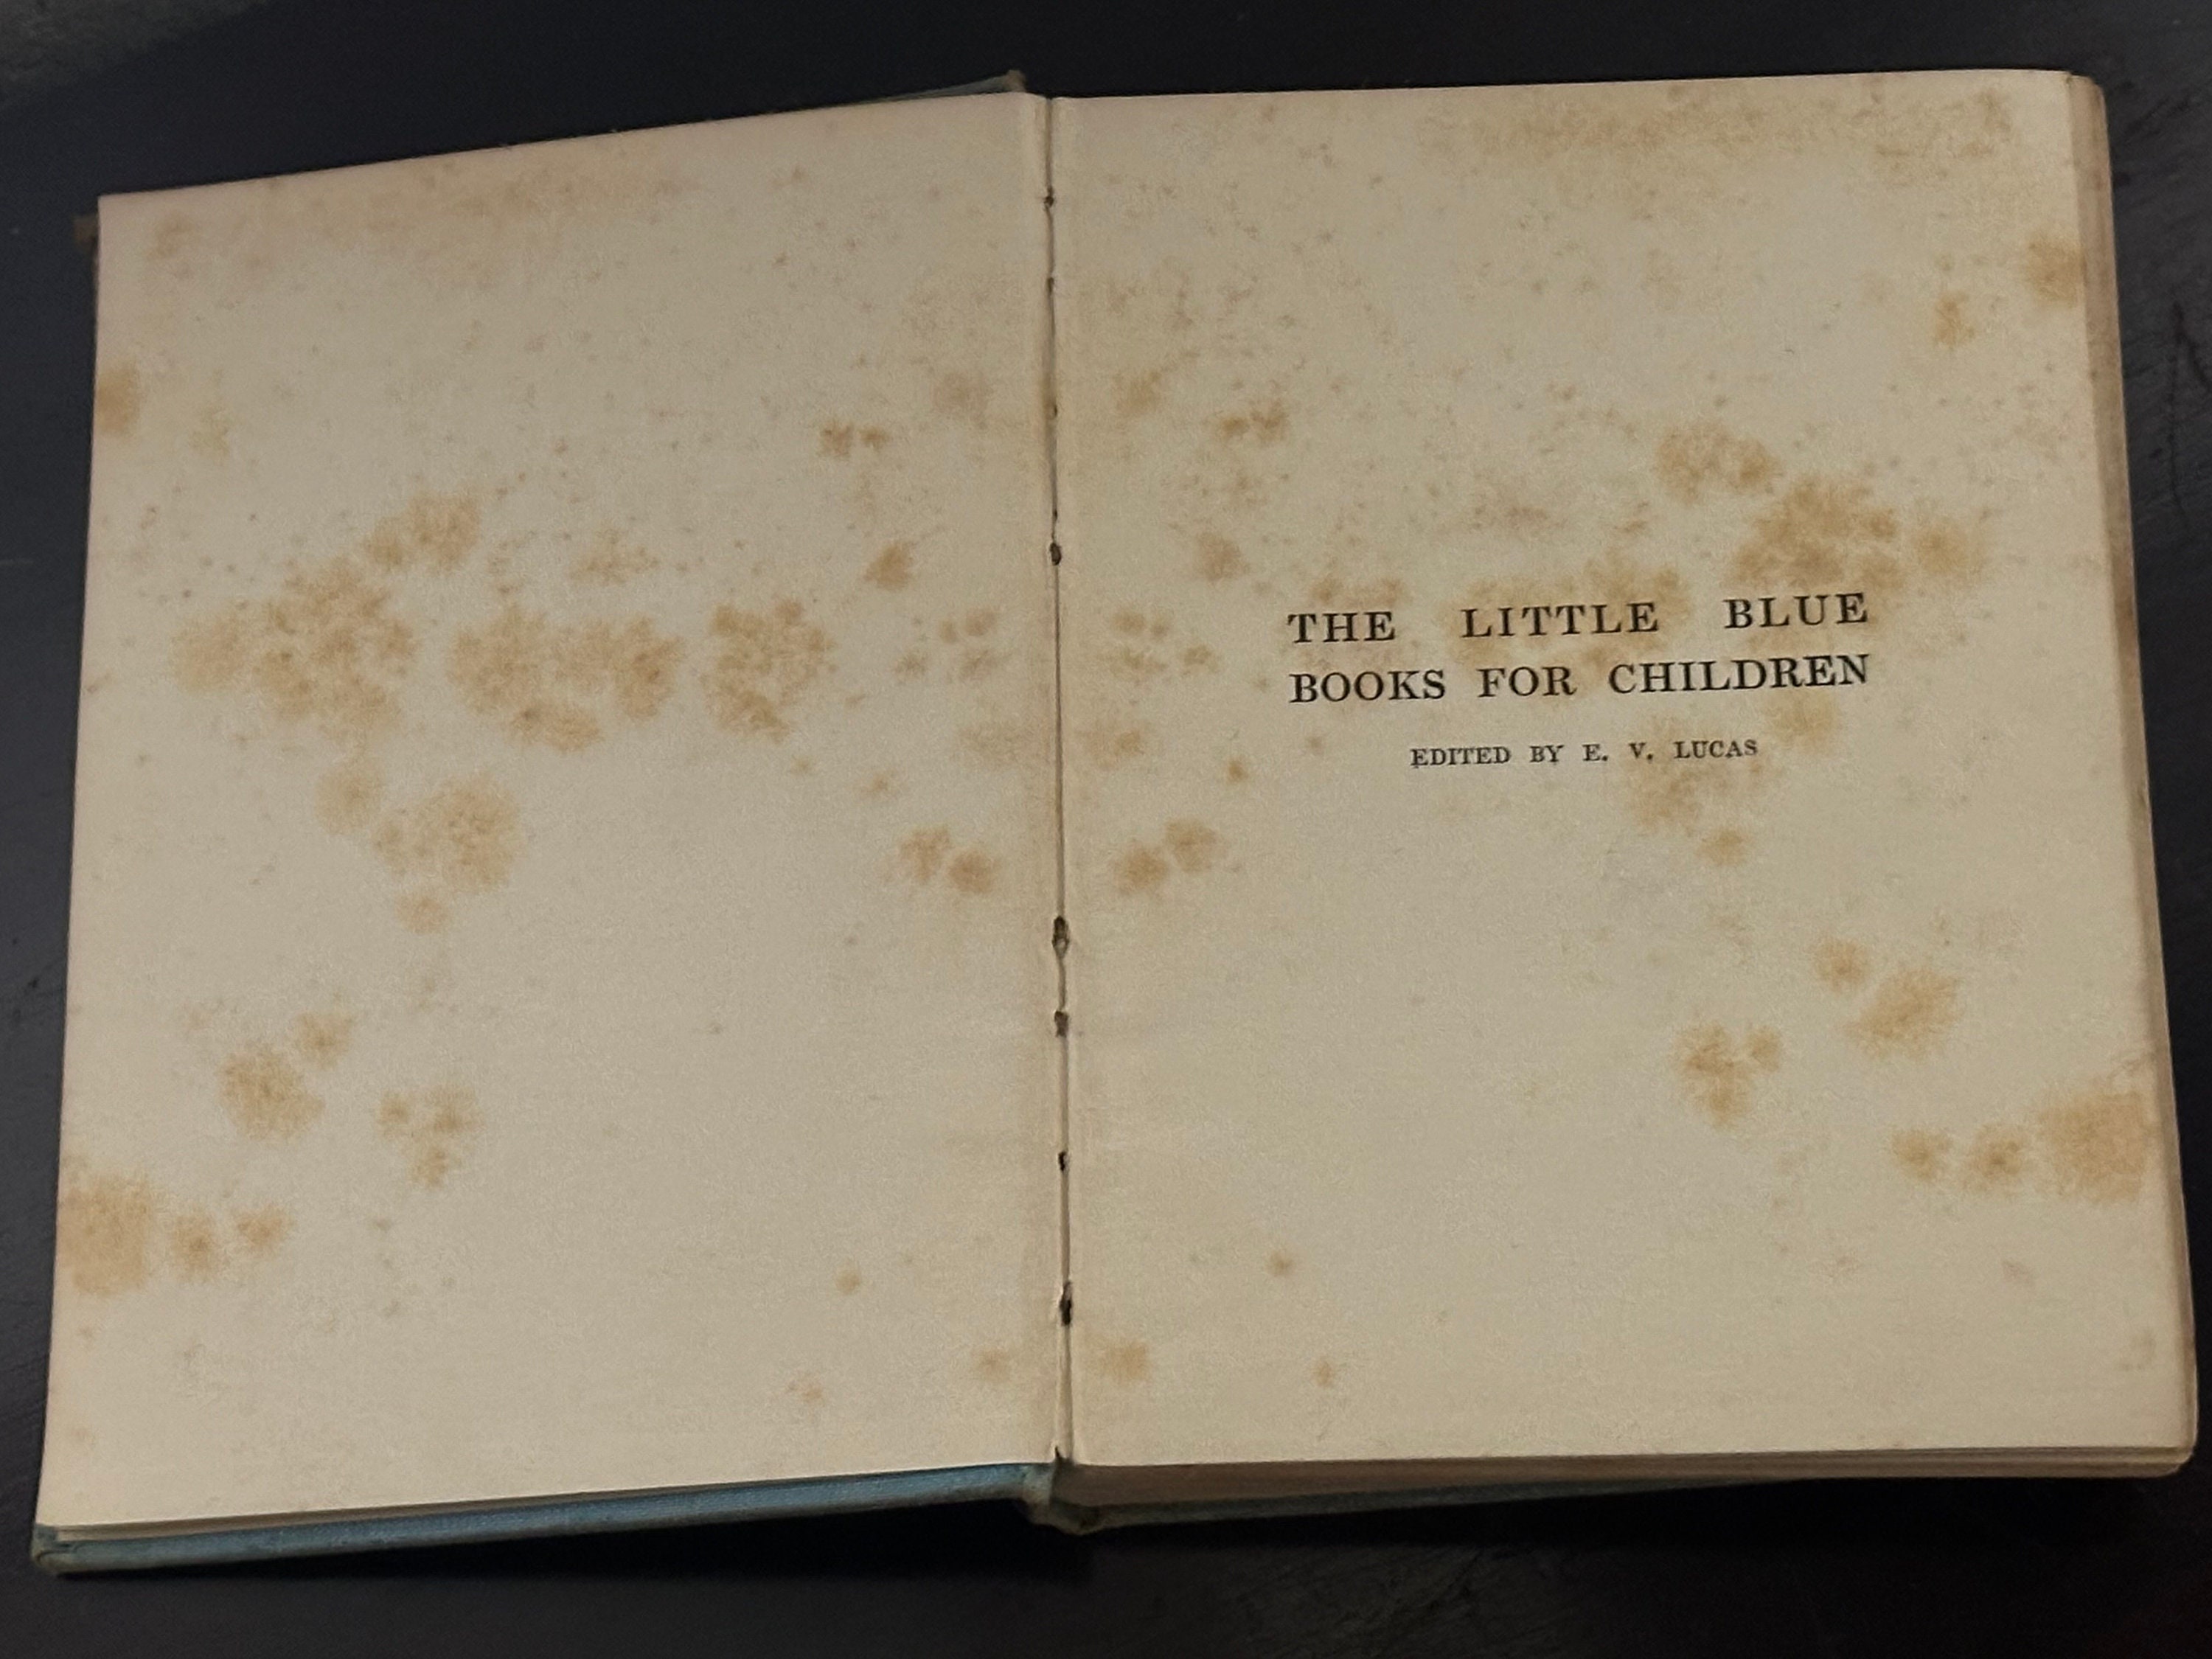 THE LITTLE BLUE
BOOKS FOR CHILDREN
EDITED BY E. V. LUCAS